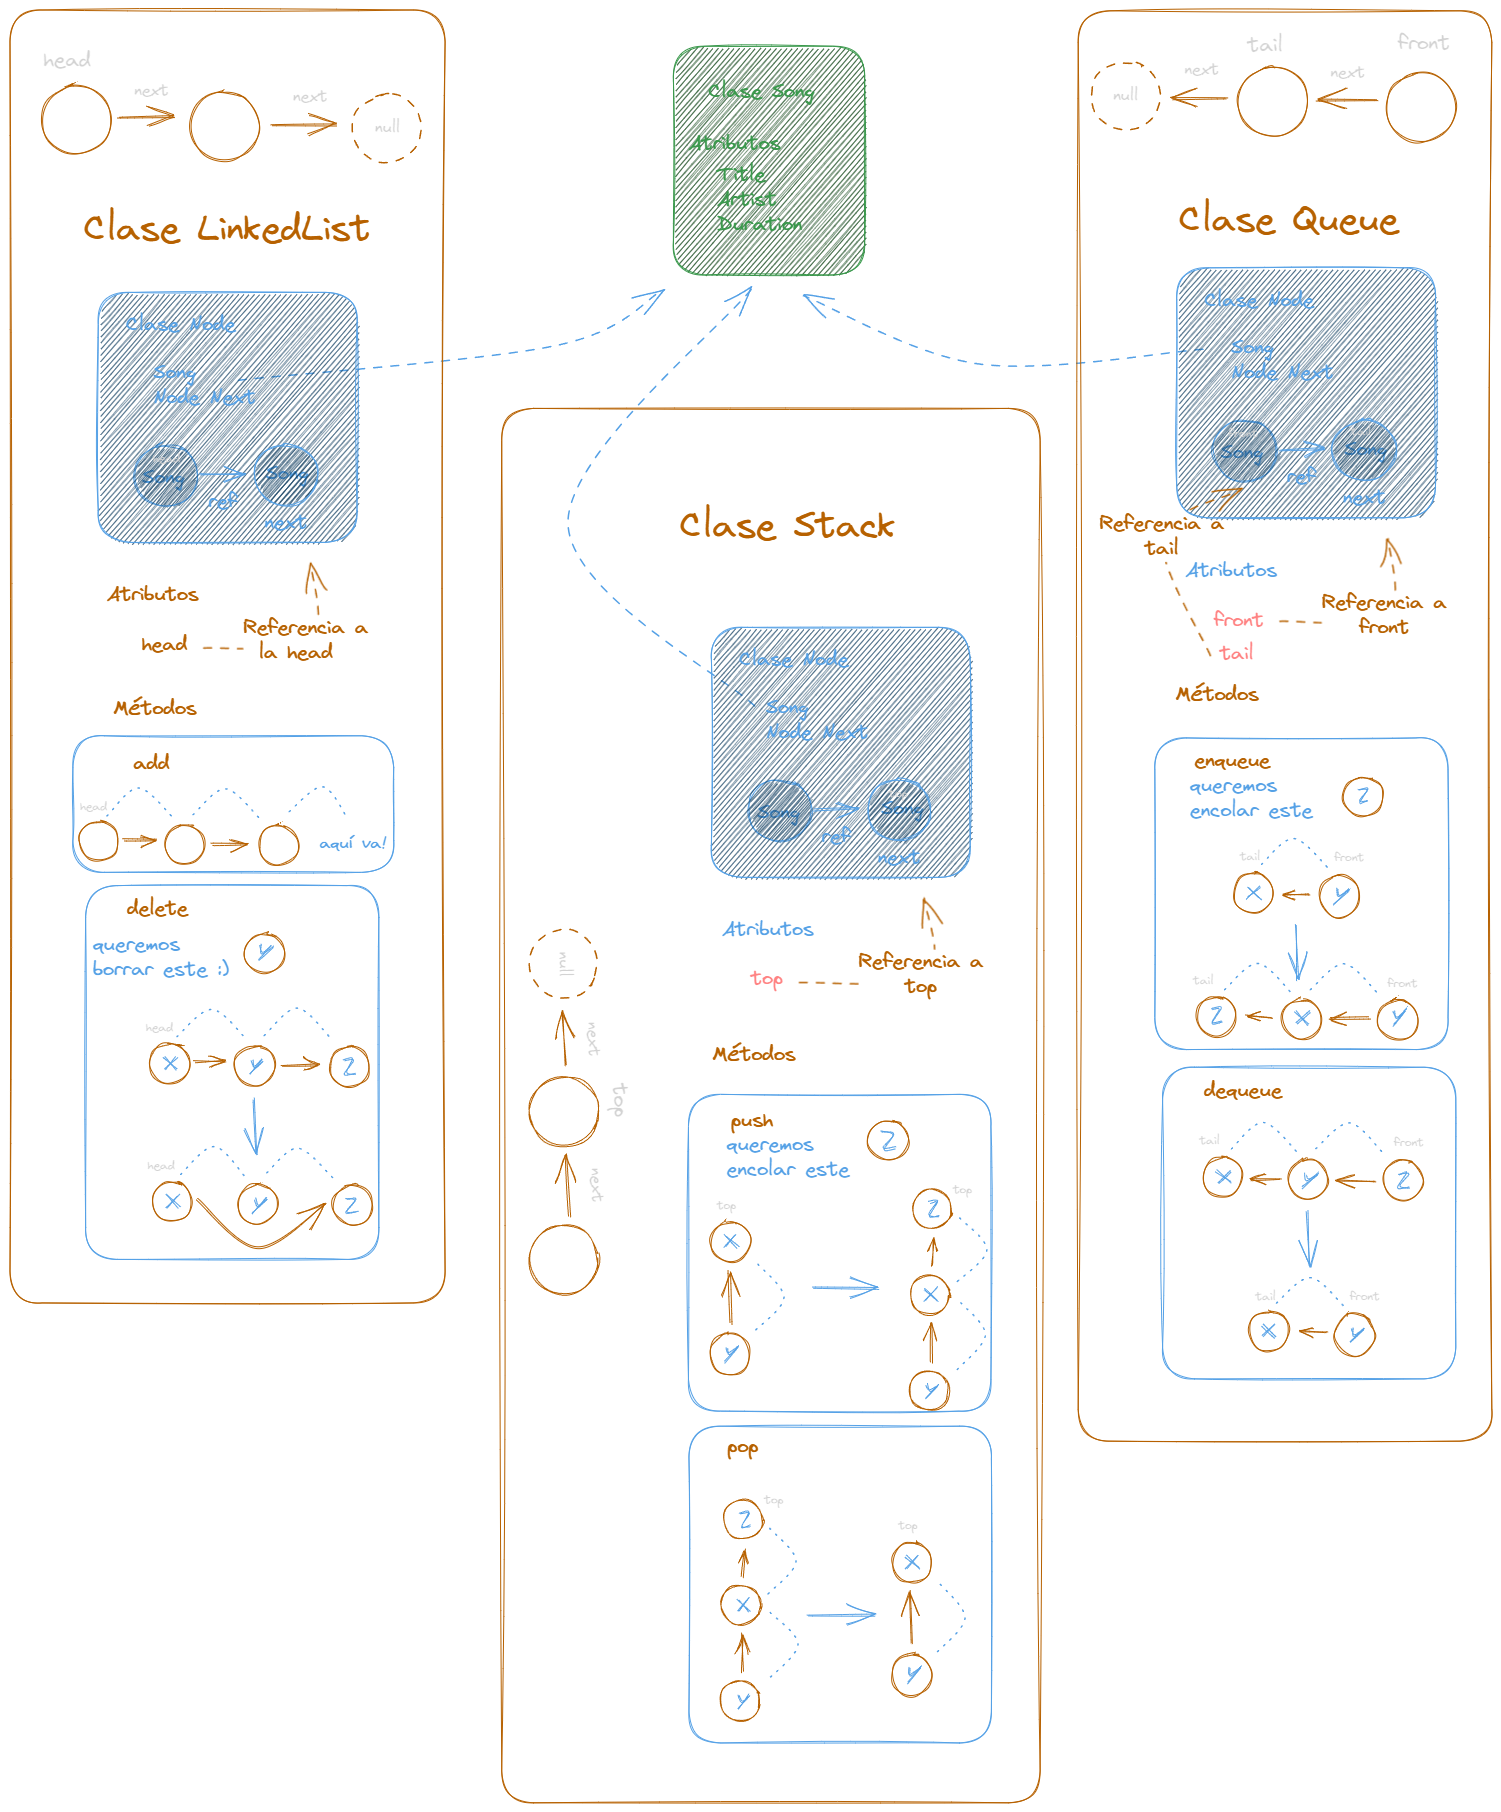 head
next
next
null
Clase LinkedList
Clase Node
Song
Node Next
Song
Song
ref
next
Atributos
head
Referencia a
la head
Métodos
add
head
aquí va!
delete
queremos
borrar este :)
Y
head
X
Y
Z
head
X
Y
Z
Clase Song
Atributos
Title
Artist
Duration
Clase Stack
Clase Node
Song
Node Next
Song
Song
ref
next
Atributos
top
Referencia a
top
null
next
top
next
Métodos
push
queremos
encolar este
Z
top
X
Y
top
Z
X
Y
pop
top
Z
X
Y
top
X
Y
tail
front
null
next
next
Clase Queue
Clase Node
Song
Node Next
Song
Song
ref
next
Referencia a
tail
Atributos
front
tail
Referencia a
front
Métodos
enqueue
queremos
encolar este
Z
tail
front
X
Y
tail
front
Z
X
Y
dequeue
tail
front
X
Y
Z
tail
front
X
Y